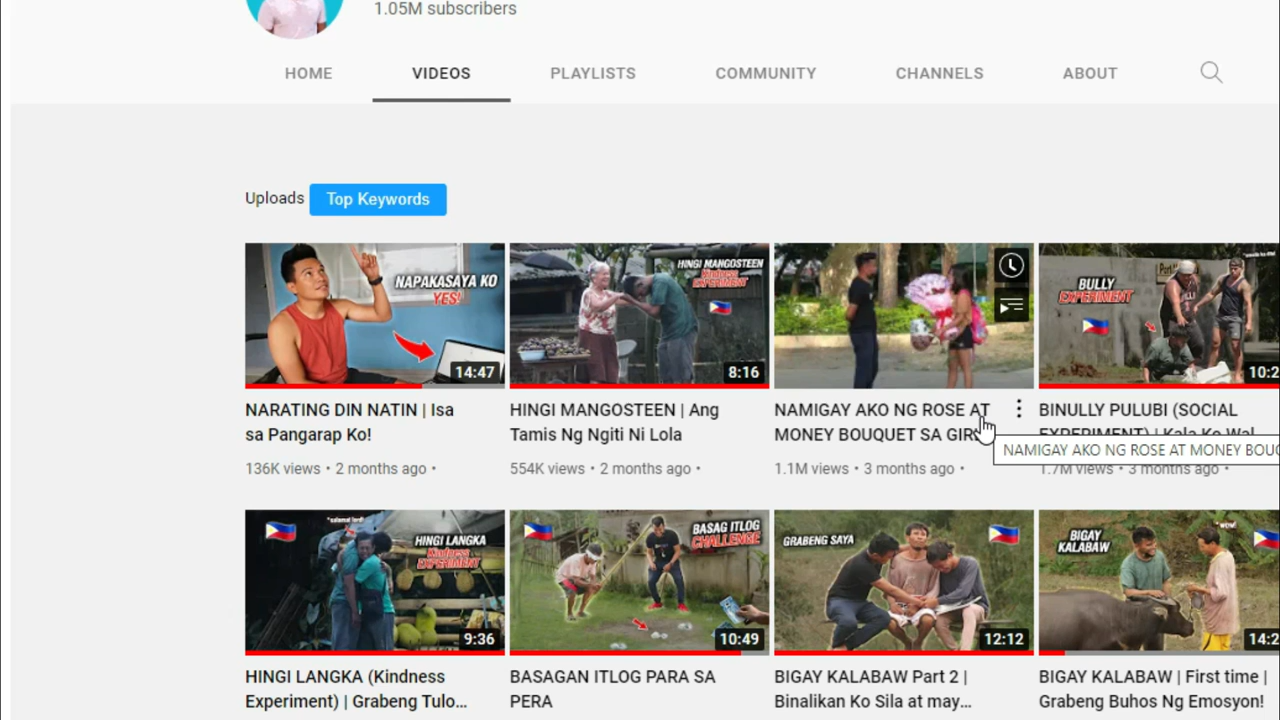 1.05M subscribers
HOME VIDEOS PLAYLISTS COMMUNITY CHANNELS ABOUT
Uploads Top Keywords
NAPAKASAYA KO
YES!
14:47
HINGI MANGOSTEEN
Kindness
EXPERIMENT
8:16
BULLY
EXPERIMENT
10:2
NARATING DIN NATIN | Isa
sa Pangarap Ko!
136K views • 2 months ago •
HINGI MANGOSTEEN | Ang
Tamis Ng Ngiti Ni Lola
554K views • 2 months ago •
NAMIGAY AKO NG ROSE AT
MONEY BOUQUET SA GIR
1.1M views • 3 months ago •
BINULLY PULUBI (SOCIAL
EXPERIMENT) | Kala Ko Wal
NAMIGAY AKO NG ROSE AT MONEY BOUQ
1.7M views • 3 months ago •
HINGI LANGKA
Kindness
EXPERIMENT
9:36
BASAG ITLOG
CHALLENGE
10:49
GRABENG SAYA
12:12
"WOW!
BIGAY
KALABAW
14:2
HINGI LANGKA (Kindness
Experiment) | Grabeng Tulo...
BASAGAN ITLOG PARA SA
PERA
BIGAY KALABAW Part 2 |
Binalikan Ko Sila at may...
BIGAY KALABAW | First time |
Grabeng Buhos Ng Emosyon!